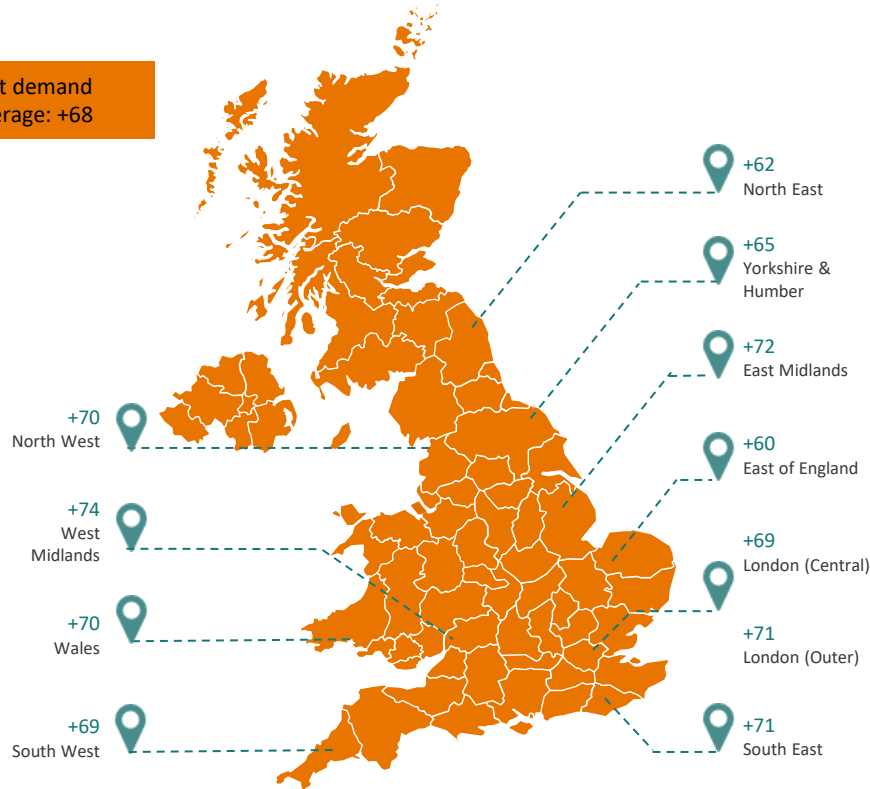 t demand
erage: +68
+62
North East
+65
Yorkshire &
Humber
+72
East Midlands
+70
North West
+60
East of England
+74
West
Midlands
+69
London (Central)
+70
Wales
+71
London (Outer)
+69
South West
+71
South East